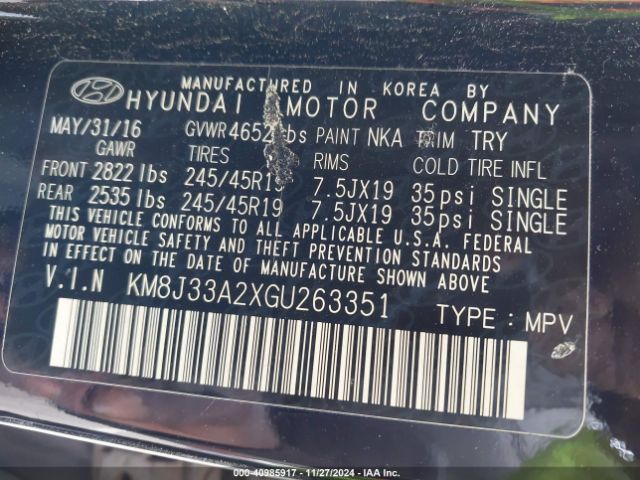 MANUFACTURED IN KOREA BY
HYUNDAI MOTOR COMPANY
MAY/31/16 GVWR 4652 lbs PAINT NKA TRIM TRY
GAWR TIRES RIMS COLD TIRE INFL
FRONT 2822 lbs 245/45R19 7.5JX19 35psi SINGLE
REAR 2535 lbs 245/45R19 7.5JX19 35psi SINGLE
THIS VEHICLE CONFORMS TO ALL APPLICABLE U.S.A. FEDERAL
MOTOR VEHICLE SAFETY AND THEFT PREVENTION STANDARDS
IN EFFECT ON THE DATE OF MANUFACTURE SHOWN ABOVE.
V.I.N KM8J33A2XGU263351 TYPE : MPV
000-40985917 - 11/27/2024 - IAA Inc.